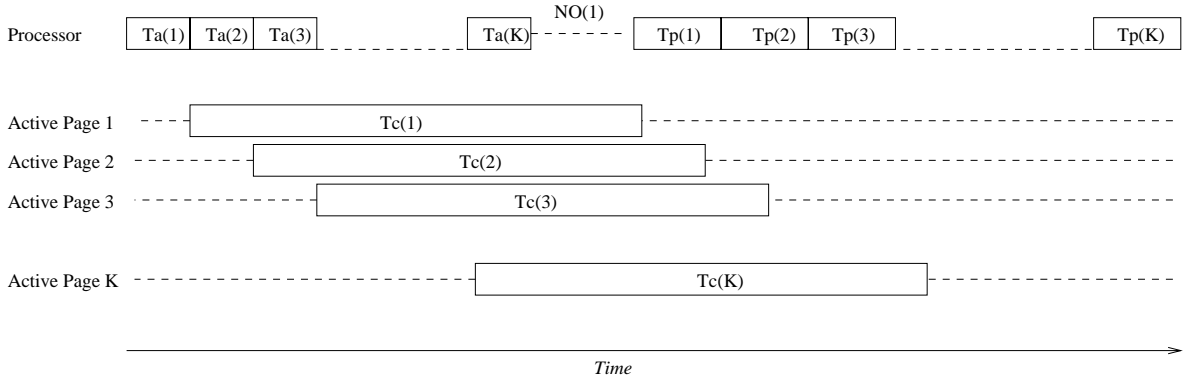 NO(1)
Processor Ta(1) Ta(2) Ta(3) Ta(K) Tp(1) Tp(2) Tp(3) Tp(K)
Active Page 1 Tc(1)
Active Page 2 Tc(2)
Active Page 3 Tc(3)
Active Page K Tc(K)
Time